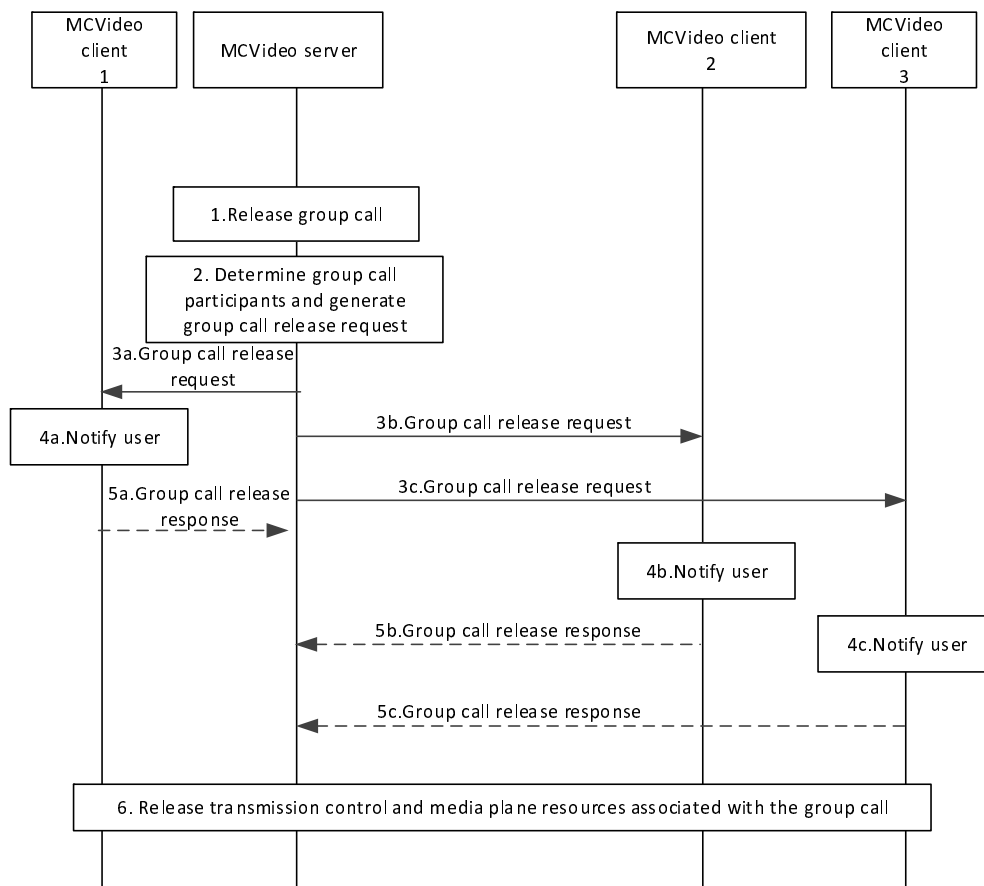 MCVideo
client
1
MCVideo server
MCVideo client
2
MCVideo
client
3
1.Release group call
2. Determine group call
participants and generate
group call release request
3a.Group call release
request
4a.Notify user
3b.Group call release request
5a.Group call release
response
3c.Group call release request
4b.Notify user
5b.Group call release response
4c.Notify user
5c.Group call release response
6. Release transmission control and media plane resources associated with the group call